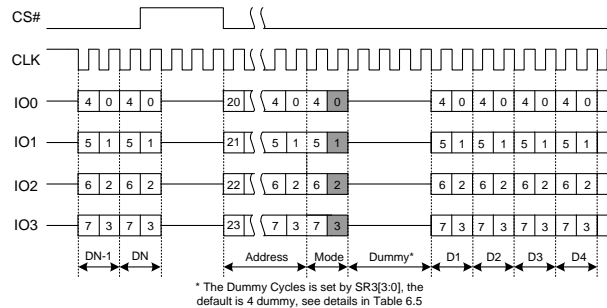 CS#
CLK
IO0 4 0 4 0 20 4 0 4 0 4 0 4 0 4 0 4 0
IO1 5 1 5 1 21 5 1 5 1 5 1 5 1 5 1 5 1
IO2 6 2 6 2 22 6 2 6 2 6 2 6 2 6 2 6 2
IO3 7 3 7 3 23 7 3 7 3 7 3 7 3 7 3 7 3
DN-1 DN Address Mode Dummy* D1 D2 D3 D4
* The Dummy Cycles is set by SR3[3:0], the
default is 4 dummy, see details in Table 6.5